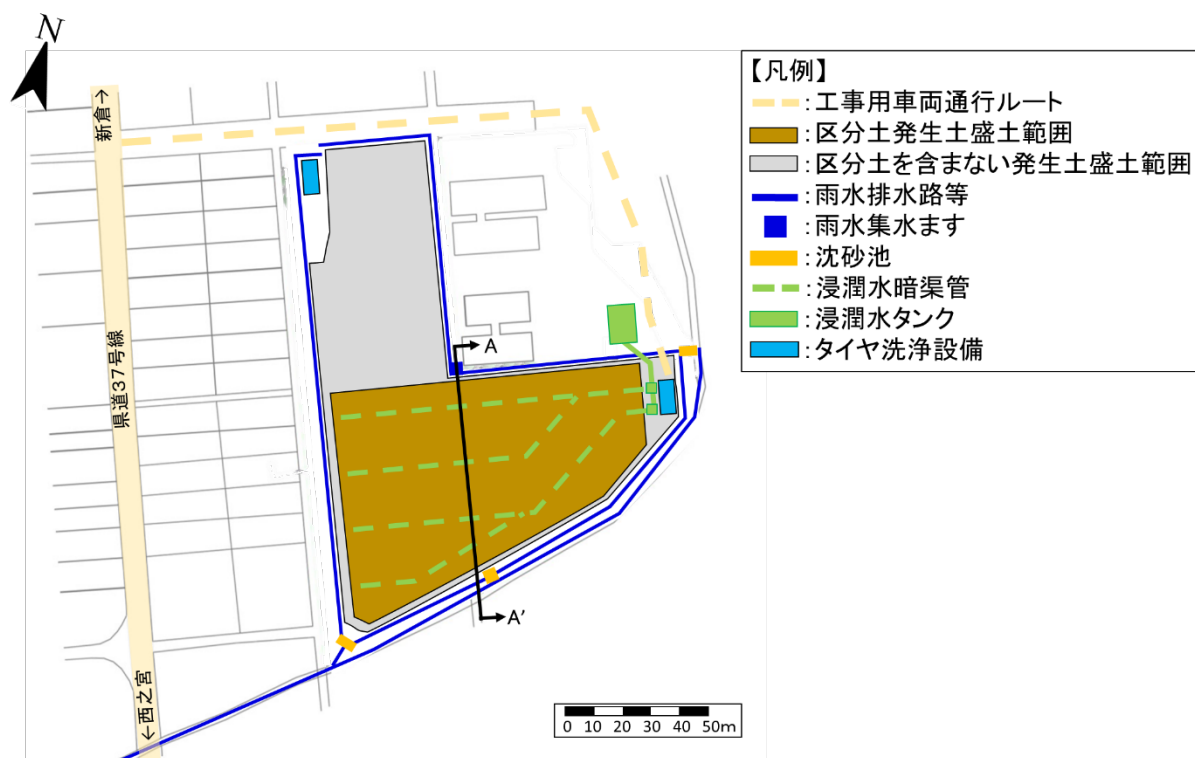 N
新倉→
県道37号線
←西之宮
A
A'
0 10 20 30 40 50m
【凡例】
:工事用車両通行ルート
:区分土発生土盛土範囲
:区分土を含まない発生土盛土範囲
:雨水排水路等
:雨水集水ます
:沈砂池
:浸潤水暗渠管
:浸潤水タンク
:タイヤ洗浄設備